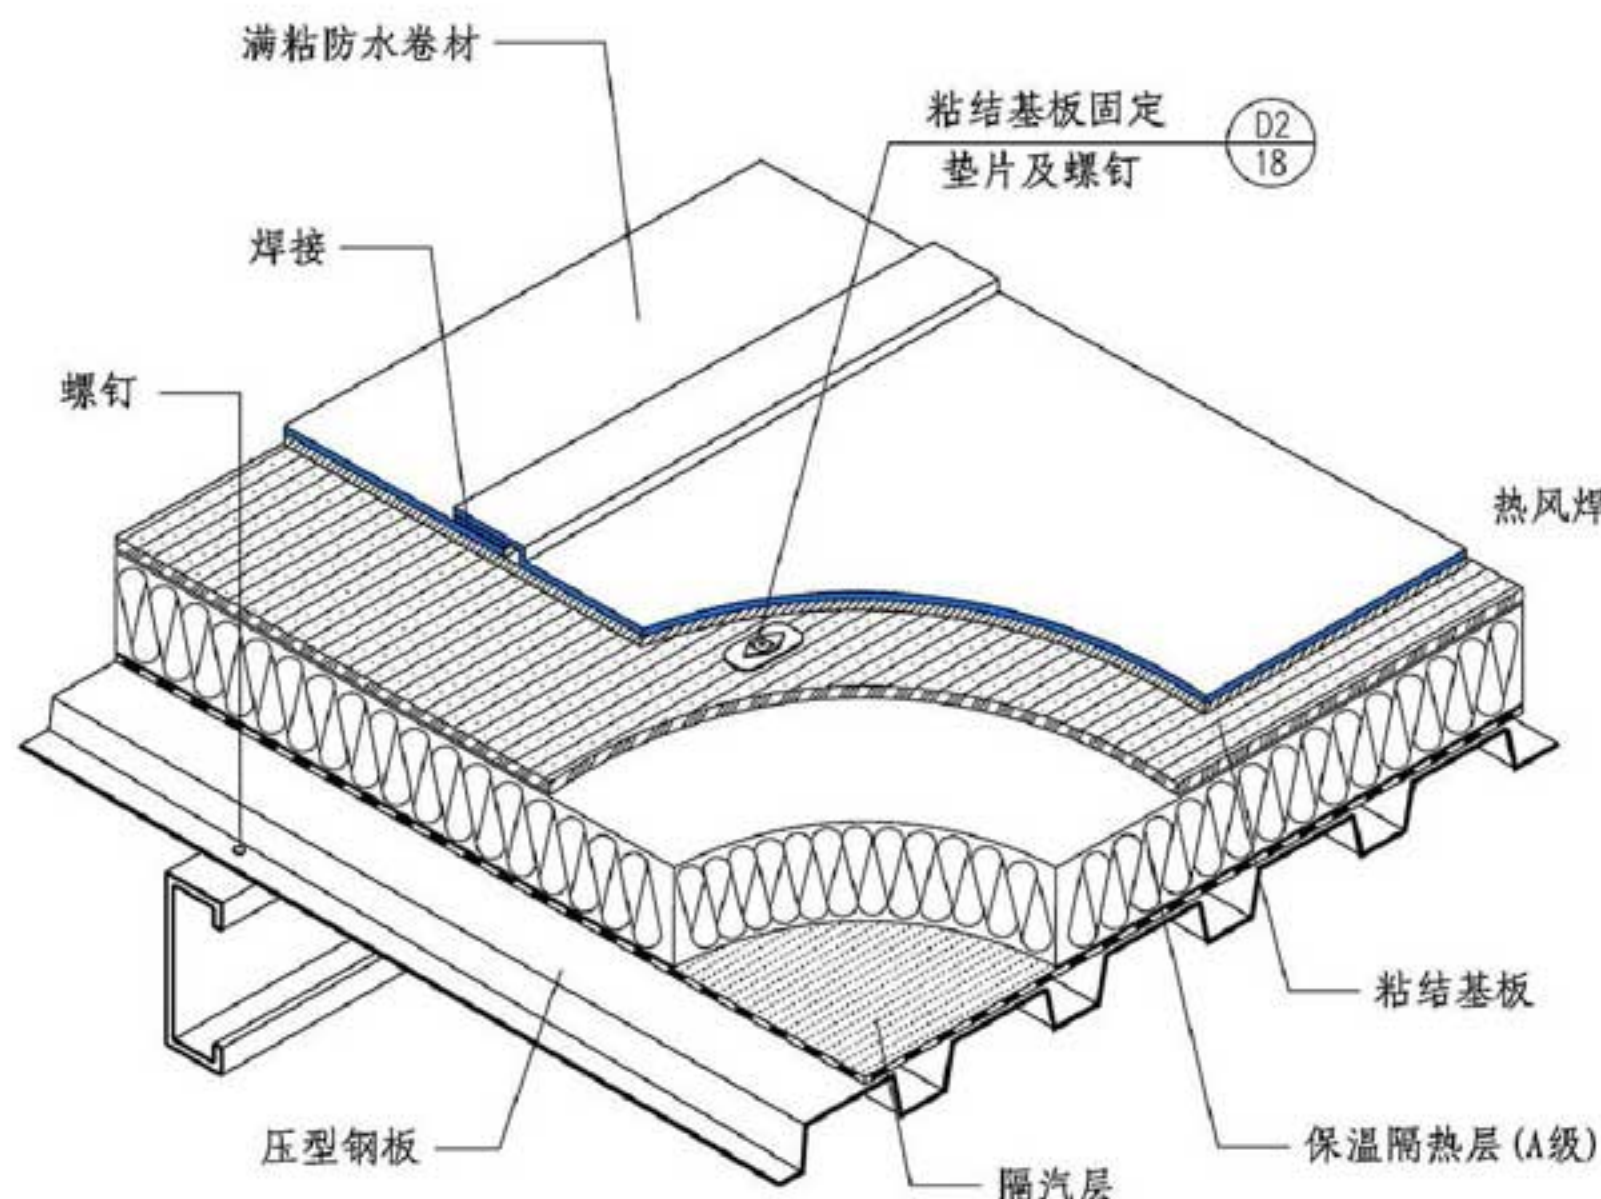 满粘防水卷材
粘结基板固定
垫片及螺钉
D2
18
焊接
螺钉
热风焊
粘结基板
压型钢板
保温隔热层(A级)
隔汽层